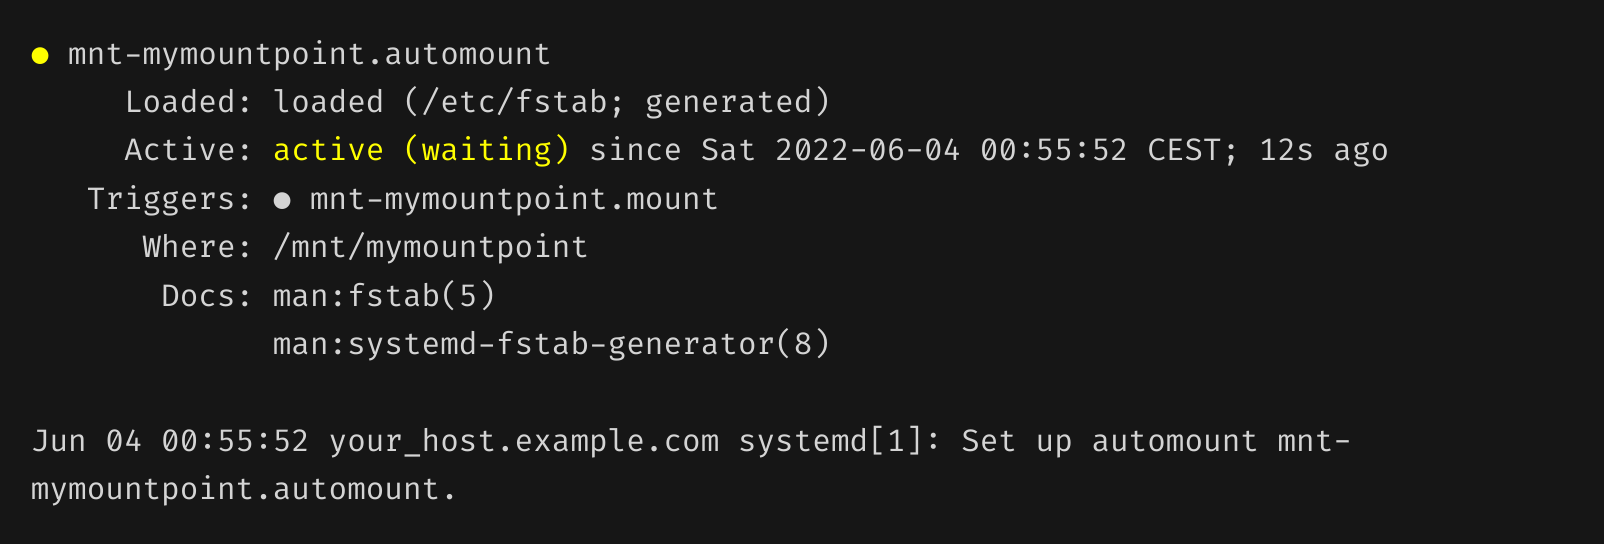 ● mnt-mymountpoint.automount
Loaded: loaded (/etc/fstab; generated)
Active: active (waiting) since Sat 2022-06-04 00:55:52 CEST; 12s ago
Triggers: ● mnt-mymountpoint.mount
Where: /mnt/mymountpoint
Docs: man:fstab(5)
man:systemd-fstab-generator(8)
Jun 04 00:55:52 your_host.example.com systemd[1]: Set up automount mnt-
mymountpoint.automount.